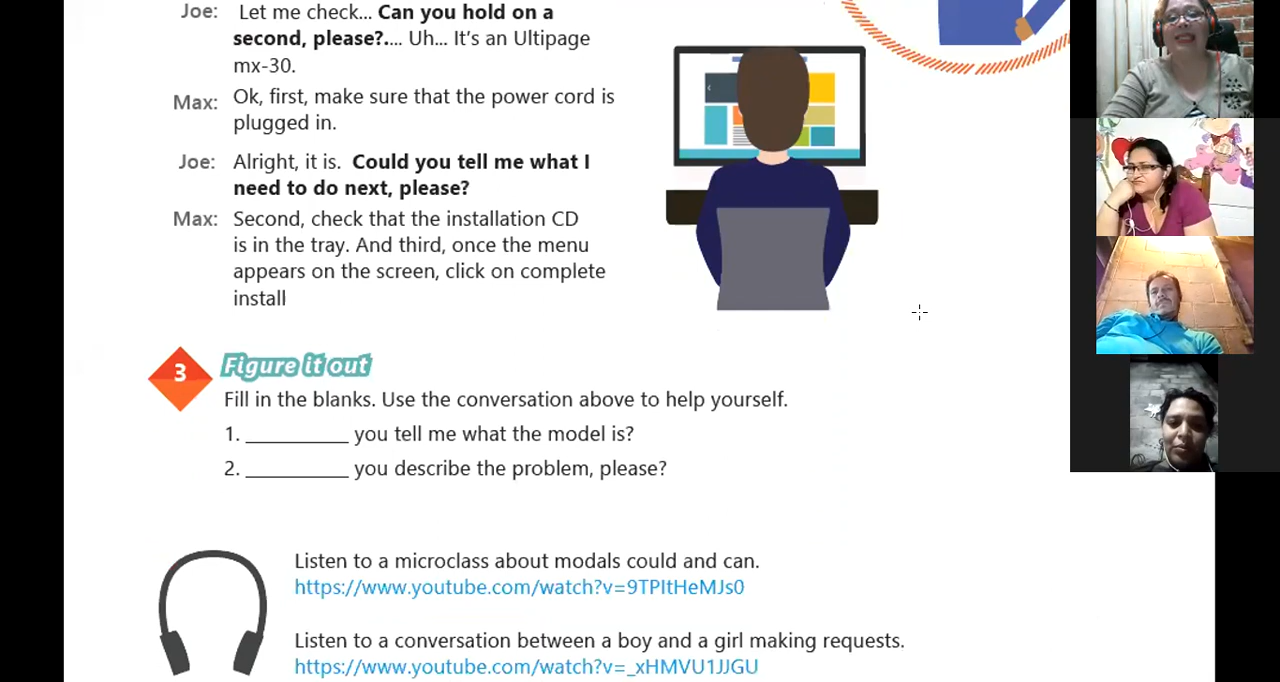 Joe: Let me check... Can you hold on a
second, please?.... Uh... It's an Ultipage
mx-30.
Max: Ok, first, make sure that the power cord is
plugged in.
Joe: Alright, it is. Could you tell me what I
need to do next, please?
Max: Second, check that the installation CD
is in the tray. And third, once the menu
appears on the screen, click on complete
install
3 Figure it out
Fill in the blanks. Use the conversation above to help yourself.
1. __________ you tell me what the model is?
2. __________ you describe the problem, please?
Listen to a microclass about modals could and can.
https://www.youtube.com/watch?v=9TPItHeMJs0
Listen to a conversation between a boy and a girl making requests.
https://www.youtube.com/watch?v=_xHMVU1JJGU